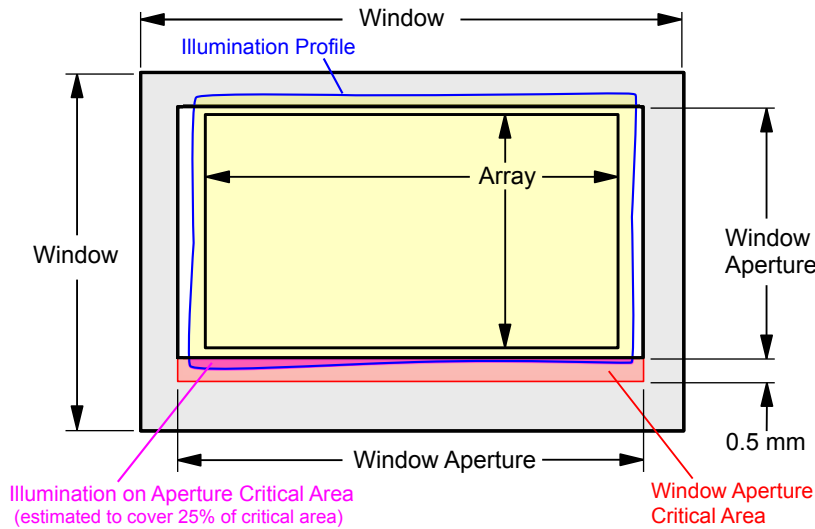 Window
Illumination Profile
Array
Window
Window
Aperture
0.5 mm
Window Aperture
Illumination on Aperture Critical Area
(estimated to cover 25% of critical area)
Window Aperture
Critical Area